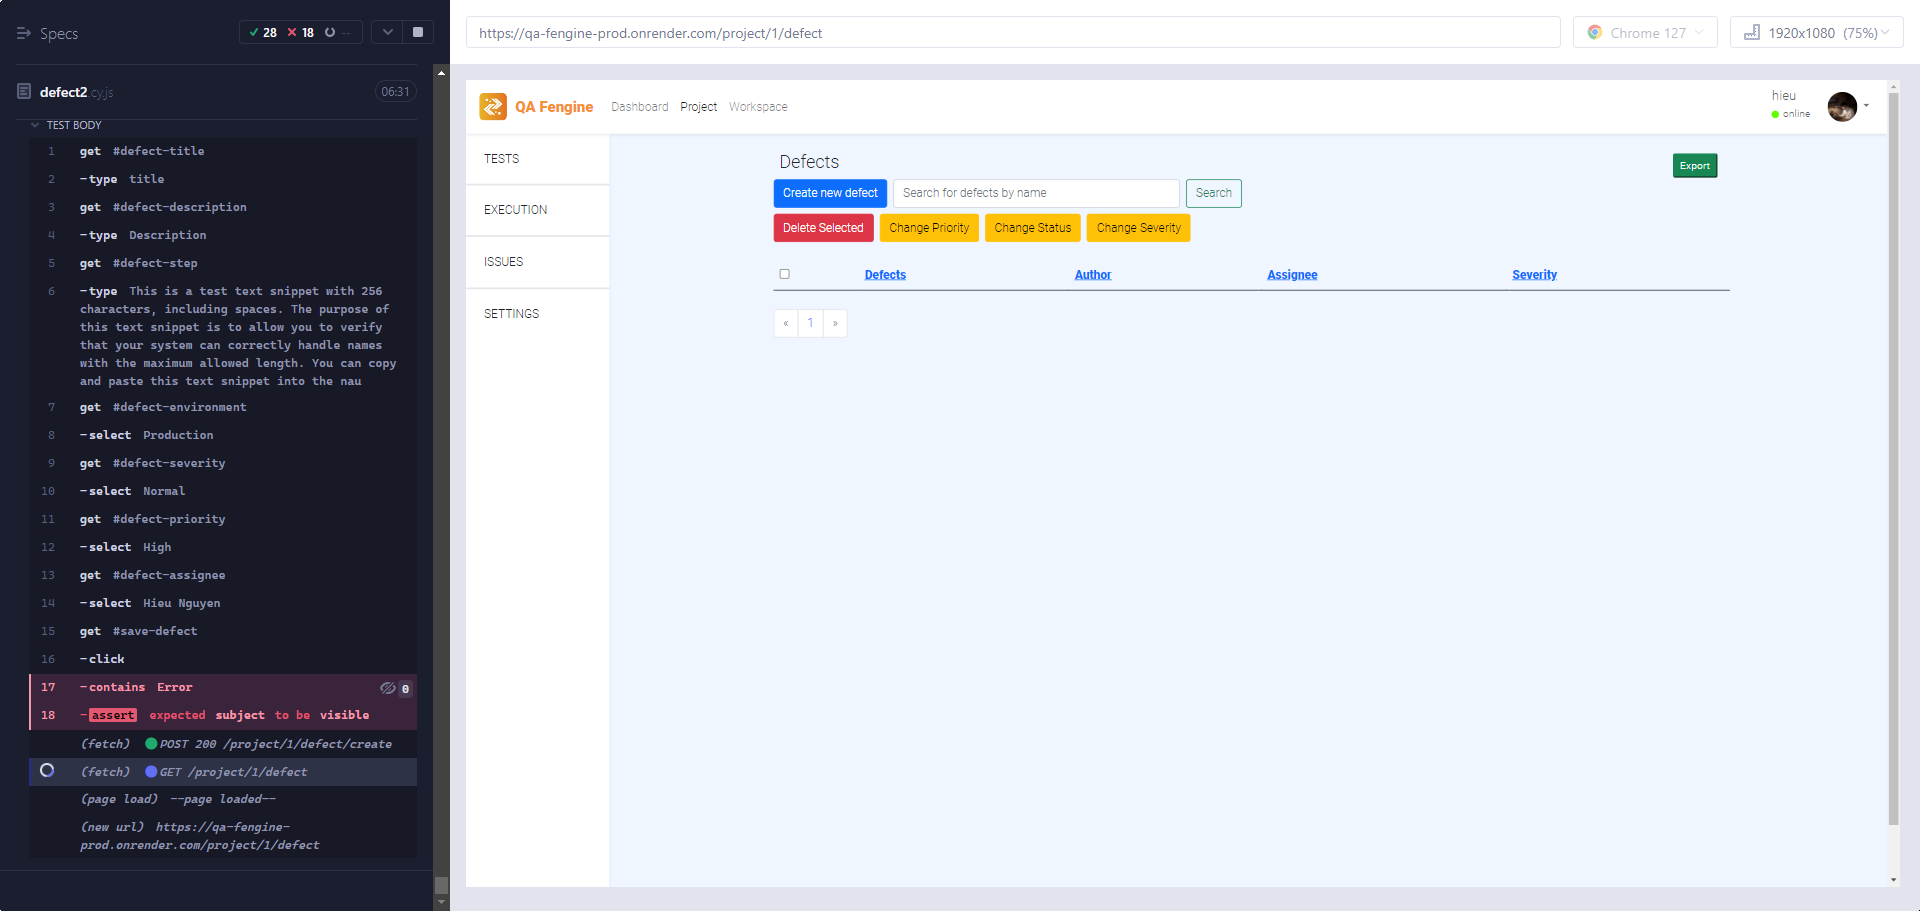 Specs
28 18 --
defect2.cy.js 06:31
TEST BODY
1 get #defect-title
2 -type title
3 get #defect-description
4 -type Description
5 get #defect-step
6 -type This is a test text snippet with 256
characters, including spaces. The purpose of
this text snippet is to allow you to verify
that your system can correctly handle names
with the maximum allowed length. You can copy
and paste this text snippet into the nau
7 get #defect-environment
8 -select Production
9 get #defect-severity
10 -select Normal
11 get #defect-priority
12 -select High
13 get #defect-assignee
14 -select Hieu Nguyen
15 get #save-defect
16 -click
17 -contains Error 0
18 -assert expected subject to be visible
(fetch) POST 200 /project/1/defect/create
(fetch) GET /project/1/defect
(page load) --page loaded--
(new url) https://qa-fengine-
prod.onrender.com/project/1/defect
https://qa-fengine-prod.onrender.com/project/1/defect
Chrome 127
1920x1080 (75%)
QA Fengine Dashboard Project Workspace
hieu
online
TESTS
EXECUTION
ISSUES
SETTINGS
Defects
Export
Create new defect Search for defects by name Search
Delete Selected Change Priority Change Status Change Severity
Defects Author Assignee Severity
« 1 »